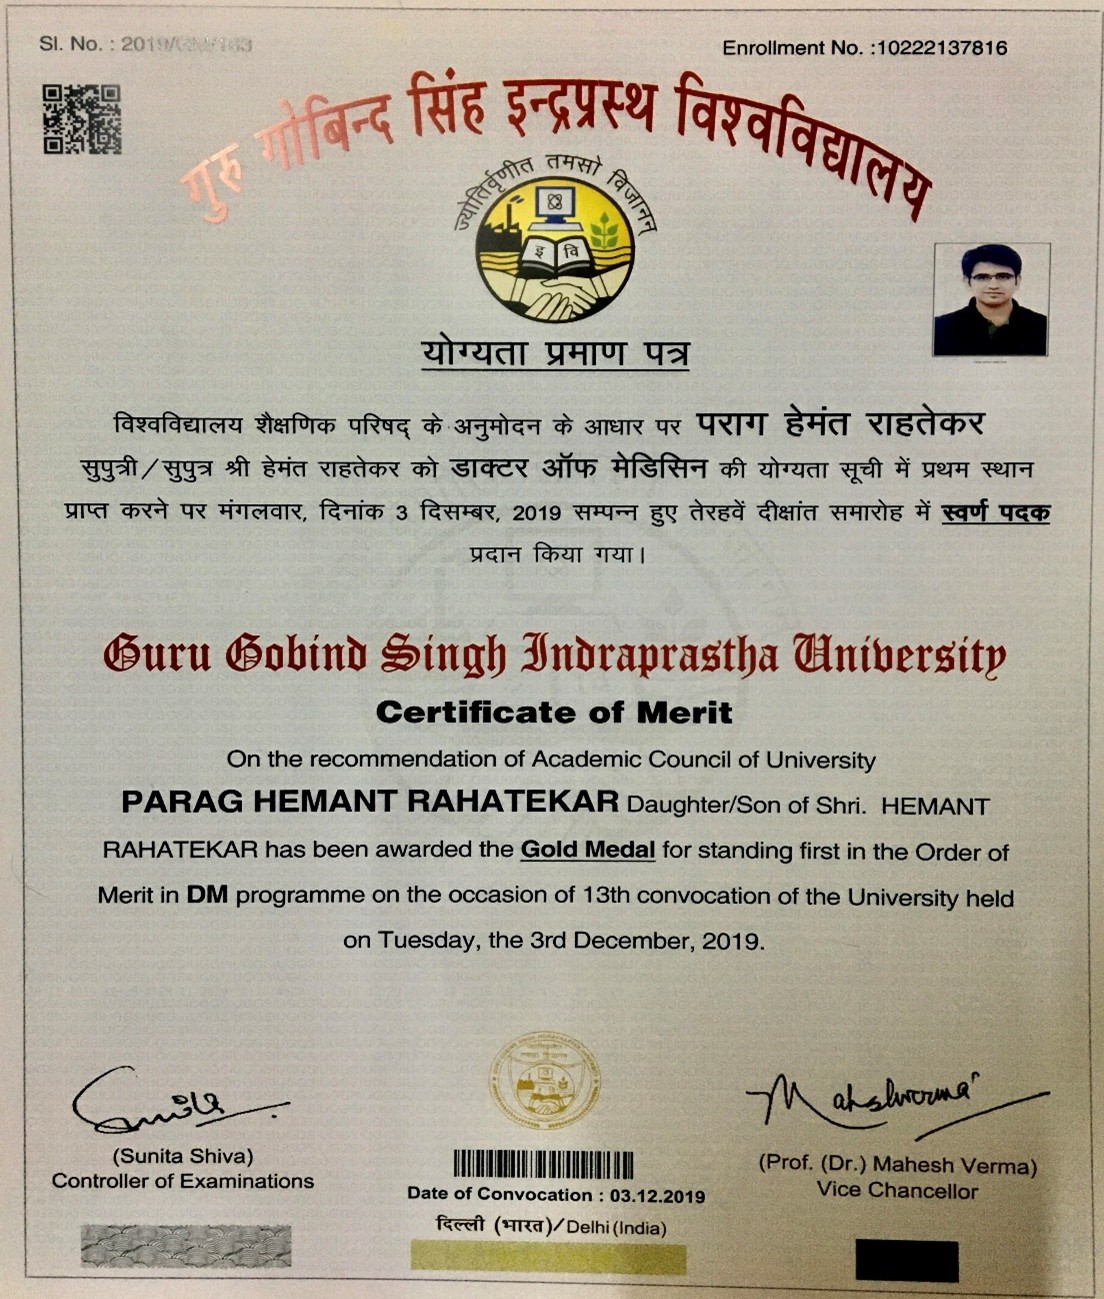 Sl. No. : 2019/
Enrollment No. :10222137816
गुरु गोबिन्द सिंह इन्द्रप्रस्थ विश्वविद्यालय
ज्योतिर्वृणीत तमसो विजानन्
इ वि
योग्यता प्रमाण पत्र
विश्वविद्यालय शैक्षणिक परिषद् के अनुमोदन के आधार पर पराग हेमंत राहतेकर
सुपुत्री/सुपुत्र श्री हेमंत राहतेकर को डाक्टर ऑफ मेडिसिन की योग्यता सूची में प्रथम स्थान
प्राप्त करने पर मंगलवार, दिनांक 3 दिसम्बर, 2019 सम्पन्न हुए तेरहवें दीक्षांत समारोह में स्वर्ण पदक
प्रदान किया गया।
Guru Gobind Singh Indraprastha University
Certificate of Merit
On the recommendation of Academic Council of University
PARAG HEMANT RAHATEKAR Daughter/Son of Shri. HEMANT
RAHATEKAR has been awarded the Gold Medal for standing first in the Order of
Merit in DM programme on the occasion of 13th convocation of the University held
on Tuesday, the 3rd December, 2019.
(Sunita Shiva)
Controller of Examinations
Date of Convocation : 03.12.2019
दिल्ली (भारत)/Delhi (India)
(Prof. (Dr.) Mahesh Verma)
Vice Chancellor